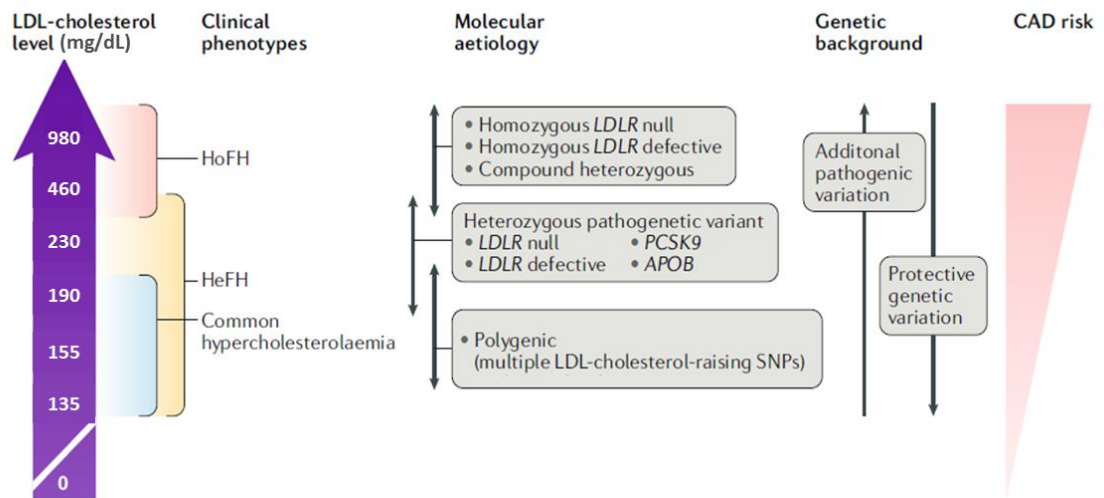 LDL-cholesterol
level (mg/dL)
Clinical
phenotypes
Molecular
aetiology
Genetic
background
CAD risk
980
460
230
190
155
135
0
HoFH
HeFH
Common
hypercholesterolaemia
• Homozygous LDLR null
• Homozygous LDLR defective
• Compound heterozygous
Heterozygous pathogenetic variant
• LDLR null • PCSK9
• LDLR defective • APOB
• Polygenic
(multiple LDL-cholesterol-raising SNPs)
Additonal
pathogenic
variation
Protective
genetic
variation